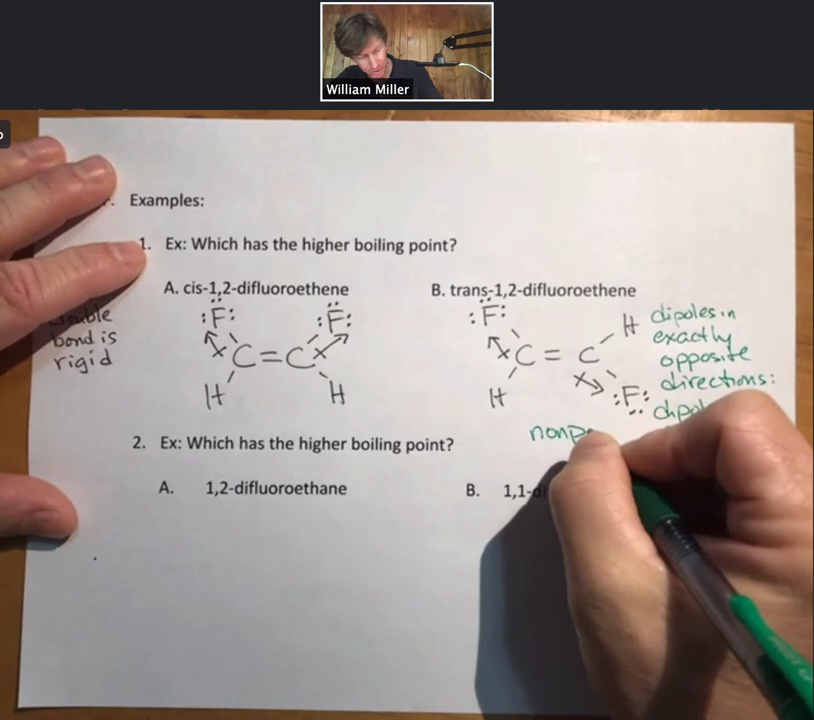 William Miller
Examples:
1. Ex: Which has the higher boiling point?
A. cis-1,2-difluoroethene
B. trans-1,2-difluoroethene
bond is
rigid
:F: :F:
C=C
H H
:F: H
C = C
H :F:
dipoles in
exactly
opposite
directions:
2. Ex: Which has the higher boiling point?
A. 1,2-difluoroethane
B. 1,1-